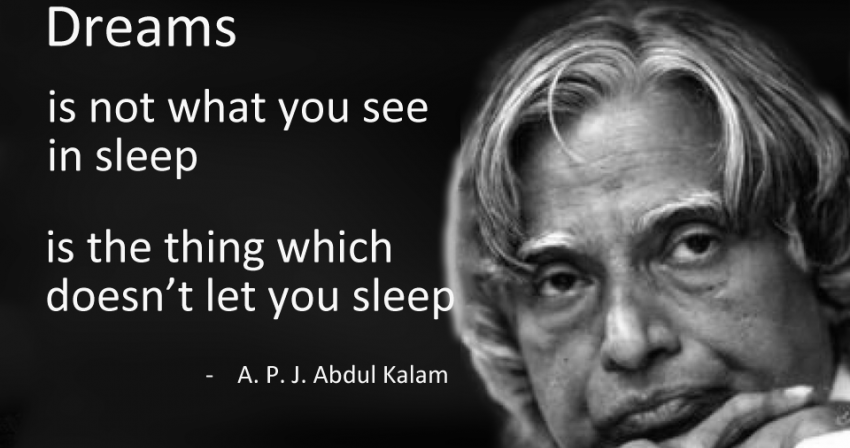 Dreams
is not what you see
in sleep
is the thing which
doesn’t let you sleep
- A. P. J. Abdul Kalam